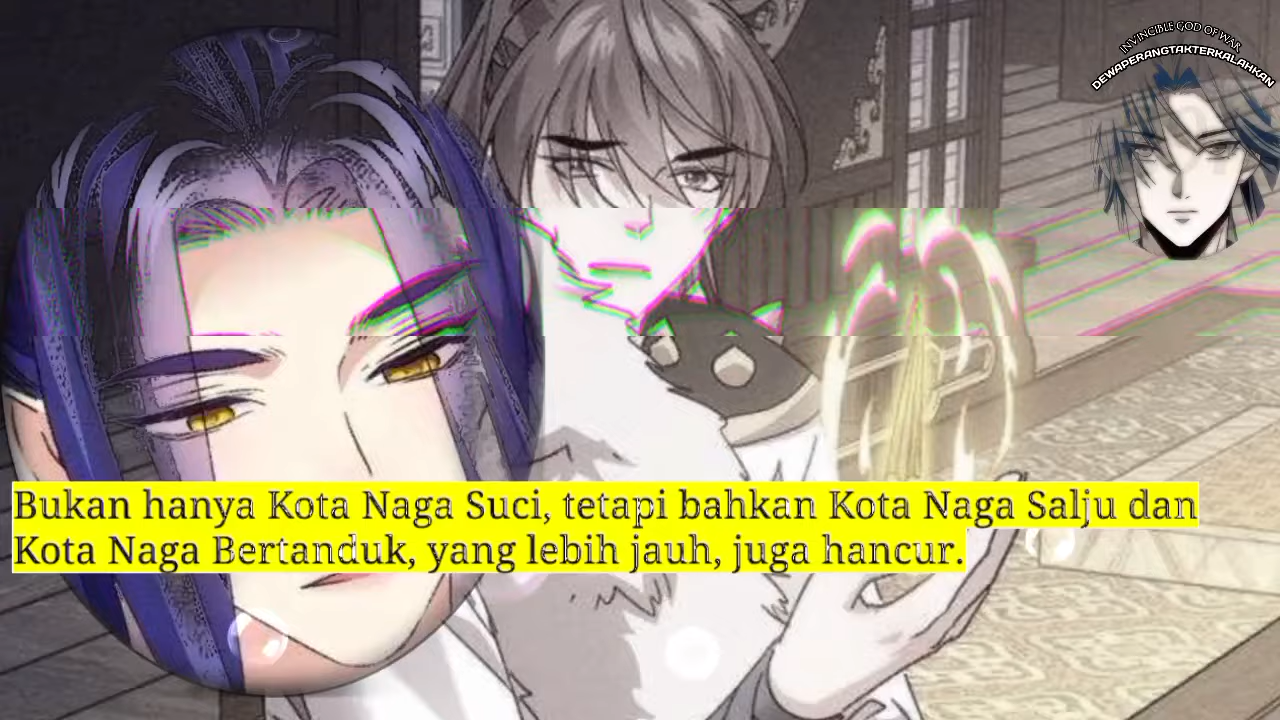 INVINCIBLE GOD OF WAR
DEWAPERANGTAKTERKALAHKAN
Bukan hanya Kota Naga Suci, tetapi bahkan Kota Naga Salju dan
Kota Naga Bertanduk, yang lebih jauh, juga hancur.